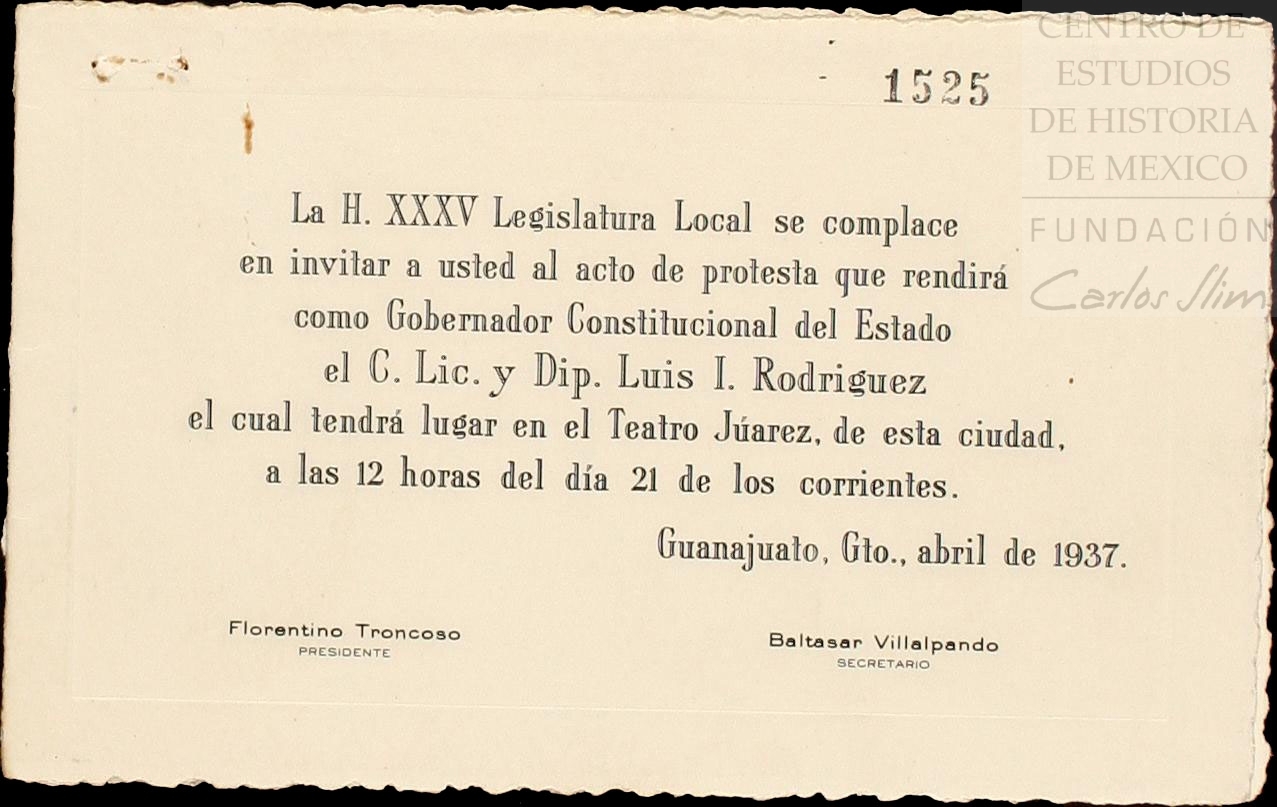 1525
CENTRO DE
ESTUDIOS
DE HISTORIA
DE MEXICO
FUNDACIÓN
Carlos Slim
La H. XXXV Legislatura Local se complace
en invitar a usted al acto de protesta que rendirá
como Gobernador Constitucional del Estado
el C. Lic. y Dip. Luis I. Rodriguez
el cual tendrá lugar en el Teatro Júarez, de esta ciudad,
a las 12 horas del día 21 de los corrientes.
Guanajuato, Gto., abril de 1937.
Florentino Troncoso
PRESIDENTE
Baltasar Villalpando
SECRETARIO